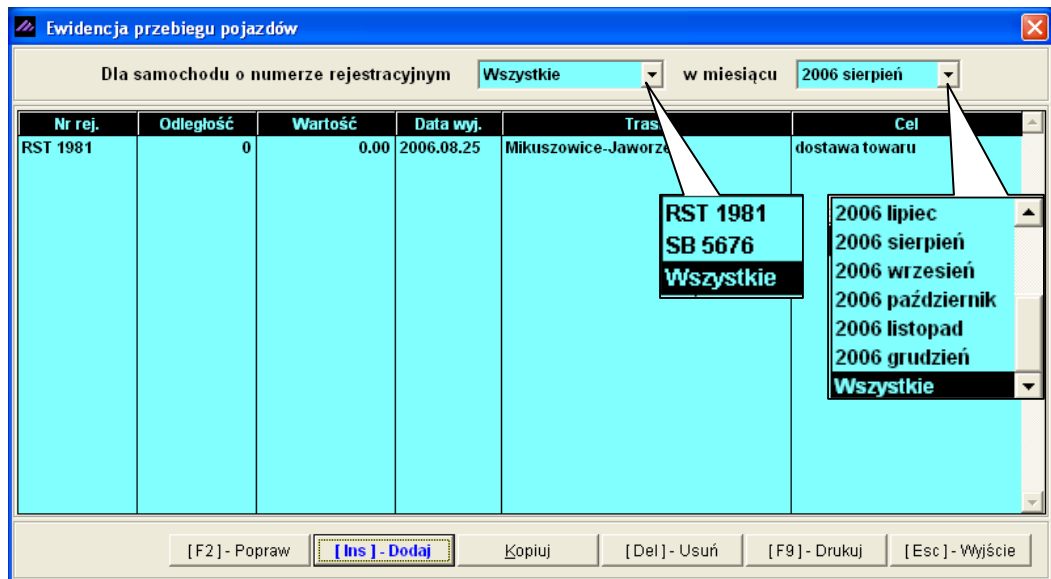 Ewidencja przebiegu pojazdów
Dla samochodu o numerze rejestracyjnym Wszystkie w miesiącu 2006 sierpień
Nr rej. Odległość Wartość Data wyj. Cel
RST 1981 0 0.00 2006.08.25 dostawa towaru
RST 1981
SB 5676
Wszystkie
2006 lipiec
2006 sierpień
2006 wrzesień
2006 październik
2006 listopad
2006 grudzień
Wszystkie
[F2] - Popraw [Ins] - Dodaj Kopiuj [Del] - Usuń [F9] - Drukuj [Esc] - Wyjście